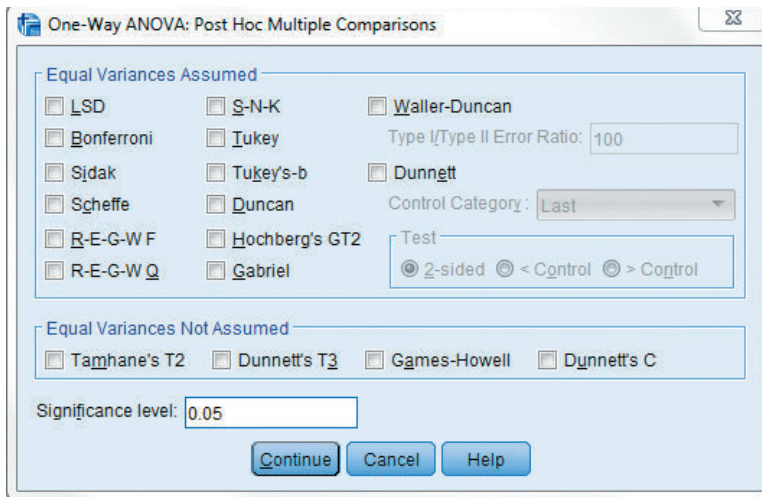 One-Way ANOVA: Post Hoc Multiple Comparisons
Equal Variances Assumed
LSD S-N-K Waller-Duncan
Bonferroni Tukey Type I/Type II Error Ratio: 100
Sidak Tukey's-b Dunnett
Scheffe Duncan Control Category: Last
R-E-G-W F Hochberg's GT2 Test
R-E-G-W Q Gabriel 2-sided < Control > Control
Equal Variances Not Assumed
Tamhane's T2 Dunnett's T3 Games-Howell Dunnett's C
Significance level: 0.05
Continue Cancel Help